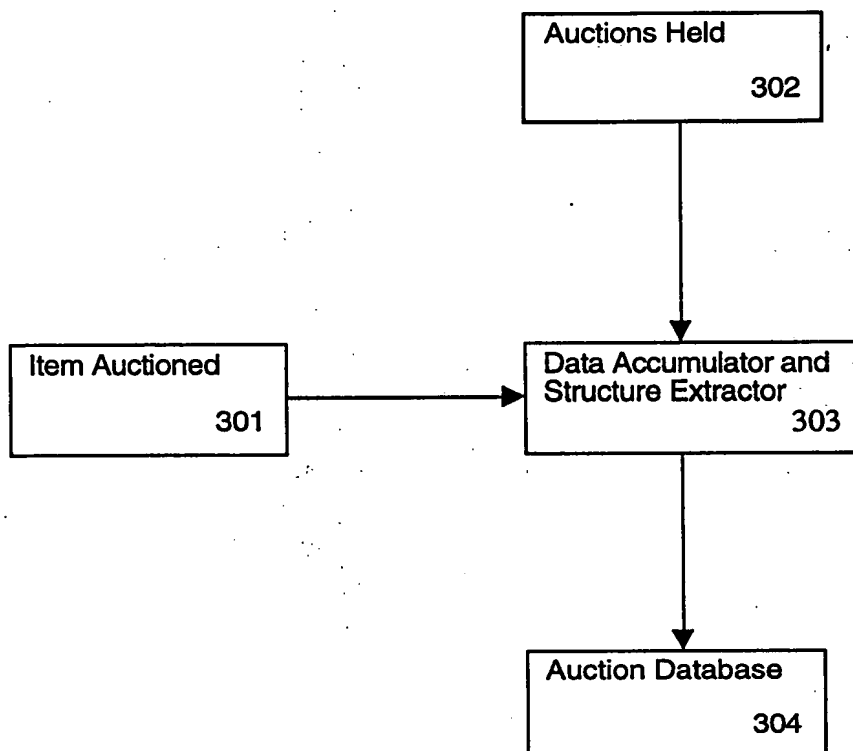 Auctions Held
302
Item Auctioned
301
Data Accumulator and
Structure Extractor
303
Auction Database
304